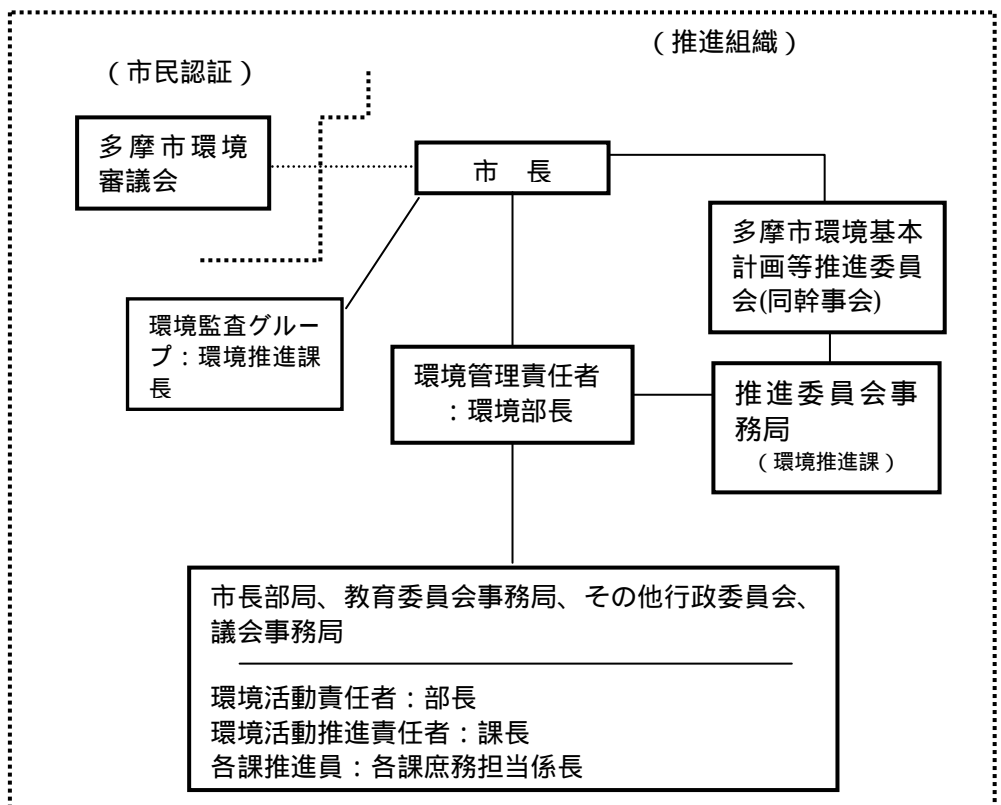 （推進組織）
（市民認証）
多摩市環境
審議会
市　長
多摩市環境基本
計画等推進委員
会(同幹事会)
環境監査グルー
プ：環境推進課
長
環境管理責任者
：環境部長
推進委員会事
務局
（環境推進課）
市長部局、教育委員会事務局、その他行政委員会、
議会事務局
環境活動責任者：部長
環境活動推進責任者：課長
各課推進員：各課庶務担当係長